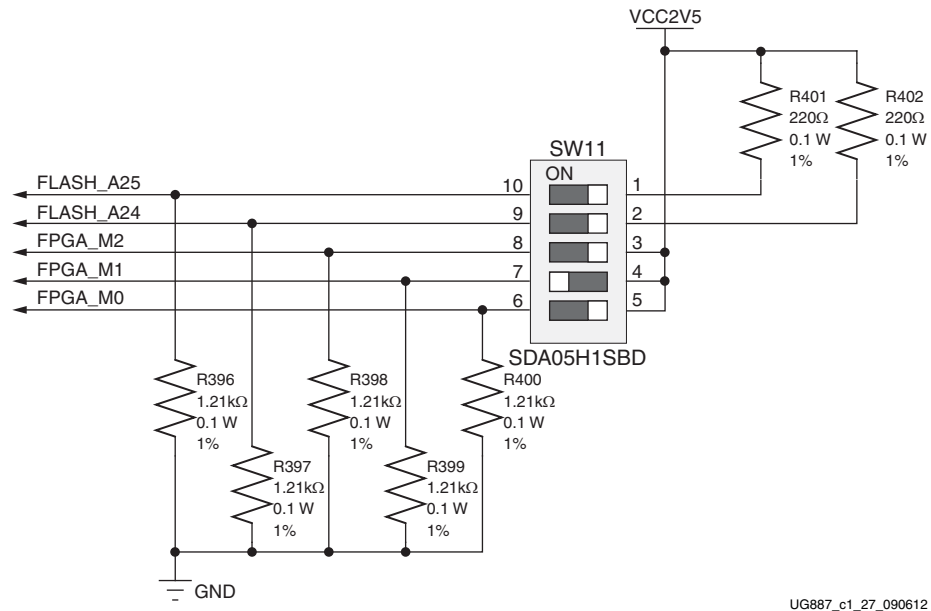 VCC2V5
R401
220Ω
0.1 W
1%
R402
220Ω
0.1 W
1%
SW11
ON
FLASH_A25
10
1
FLASH_A24
9
2
FPGA_M2
8
3
FPGA_M1
7
4
FPGA_M0
6
5
SDA05H1SBD
R396
1.21kΩ
0.1 W
1%
R398
1.21kΩ
0.1 W
1%
R400
1.21kΩ
0.1 W
1%
R397
1.21kΩ
0.1 W
1%
R399
1.21kΩ
0.1 W
1%
GND
UG887_c1_27_090612